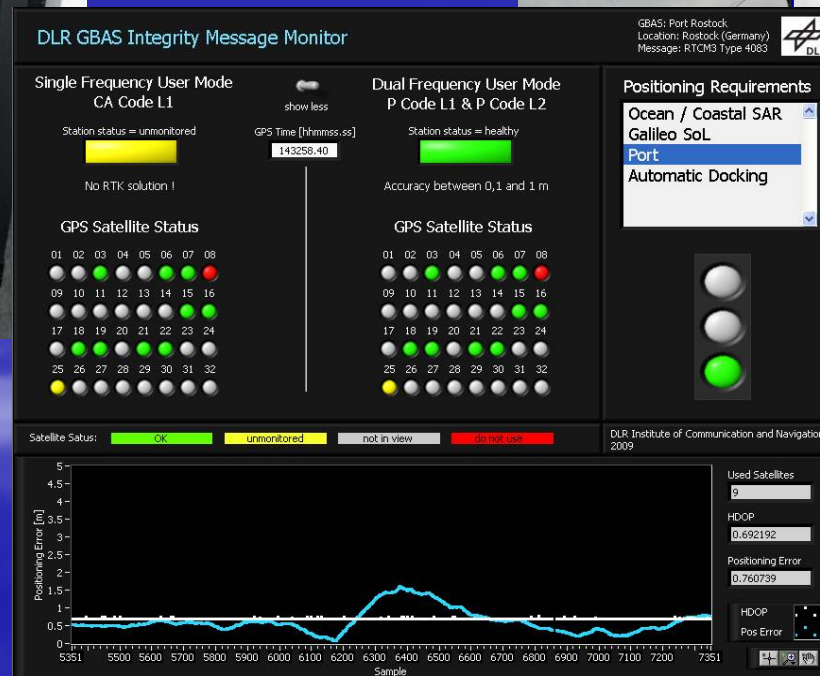 DLR GBAS Integrity Message Monitor
GBAS: Port Rostock
Location: Rostock (Germany)
Message: RTCM3 Type 4083
DLR
Single Frequency User Mode
CA Code L1
show less
Dual Frequency User Mode
P Code L1 & P Code L2
Positioning Requirements
Station status = unmonitored
GPS Time [hhmmss.ss]
Station status = healthy
143258.40
Ocean / Coastal SAR
Galileo SoL
Port
Automatic Docking
No RTK solution !
Accuracy between 0,1 and 1 m
GPS Satellite Status
01 02 03 04 05 06 07 08
09 10 11 12 13 14 15 16
17 18 19 20 21 22 23 24
25 26 27 28 29 30 31 32
GPS Satellite Status
01 02 03 04 05 06 07 08
09 10 11 12 13 14 15 16
17 18 19 20 21 22 23 24
25 26 27 28 29 30 31 32
Satellite Satus: OK unmonitored not in view do not use
DLR Institute of Communication and Navigation
2009
Positioning Error [m]
5
4.5
4
3.5
3
2.5
2
1.5
1
0.5
0
5351 5500 5600 5700 5800 5900 6000 6100 6200 6300 6400 6500 6600 6700 6800 6900 7000 7100 7200 7351
Sample
Used Satellites
9
HDOP
0.692192
Positioning Error
0.760739
HDOP
Pos Error